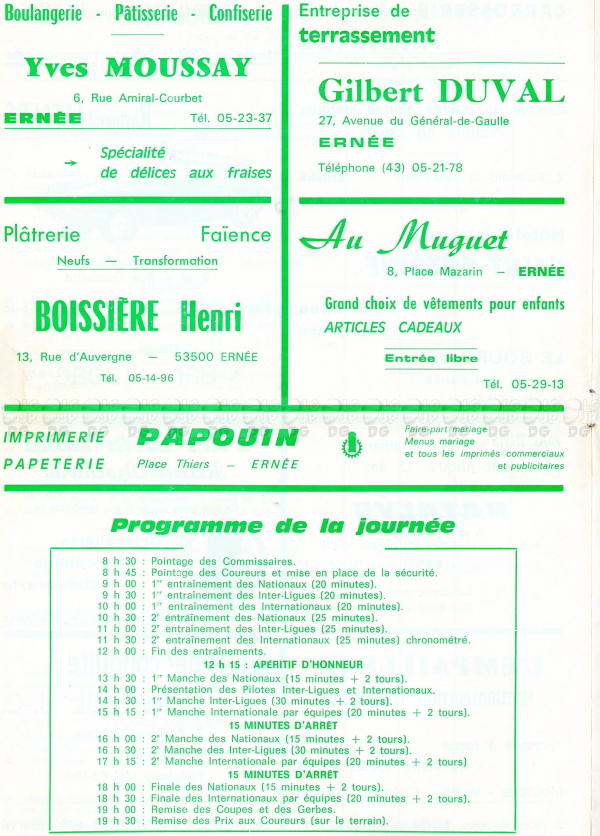 Boulangerie - Pâtisserie - Confiserie
Yves MOUSSAY
6, Rue Amiral-Courbet
ERNÉE Tél. 05-23-37
→ Spécialité
de délices aux fraises
Entreprise de
terrassement
Gilbert DUVAL
27, Avenue du Général-de-Gaulle
ERNÉE
Téléphone (43) 05-21-78
Plâtrerie Faïence
Neufs — Transformation
BOISSIÈRE Henri
13, Rue d'Auvergne — 53500 ERNÉE
Tél. 05-14-96
Au Muguet
8, Place Mazarin — ERNÉE
Grand choix de vêtements pour enfants
ARTICLES CADEAUX
Entrée libre
Tél. 05-29-13
IMPRIMERIE PAPOUIN
PAPETERIE Place Thiers — ERNÉE
Faire-part mariage
Menus mariage
et tous les imprimés commerciaux
et publicitaires
Programme de la journée
8 h 30 : Pointage des Commissaires.
8 h 45 : Pointage des Coureurs et mise en place de la sécurité.
9 h 00 : 1er entraînement des Nationaux (20 minutes).
9 h 30 : 1er entraînement des Inter-Ligues (20 minutes).
10 h 00 : 1er entraînement des Internationaux (20 minutes).
10 h 30 : 2e entraînement des Nationaux (25 minutes).
11 h 00 : 2e entraînement des Inter-Ligues (25 minutes).
11 h 30 : 2e entraînement des Internationaux (25 minutes) chronométré.
12 h 00 : Fin des entraînements.
12 h 15 : APÉRITIF D'HONNEUR
13 h 30 : 1re Manche des Nationaux (15 minutes + 2 tours).
14 h 00 : Présentation des Pilotes Inter-Ligues et Internationaux.
14 h 30 : 1re Manche Inter-Ligues (30 minutes + 2 tours).
15 h 15 : 1re Manche Internationale par équipes (20 minutes + 2 tours).
15 MINUTES D'ARRÊT
16 h 00 : 2e Manche des Nationaux (15 minutes + 2 tours).
16 h 30 : 2e Manche des Inter-Ligues (30 minutes + 2 tours).
17 h 15 : 2e Manche Internationale par équipes (20 minutes + 2 tours)
15 MINUTES D'ARRÊT
18 h 00 : Finale des Nationaux (15 minutes + 2 tours).
18 h 30 : Finale des Internationaux par équipes (20 minutes + 2 tours).
19 h 00 : Remise des Coupes et des Gerbes.
19 h 30 : Remise des Prix aux Coureurs (sur le terrain).